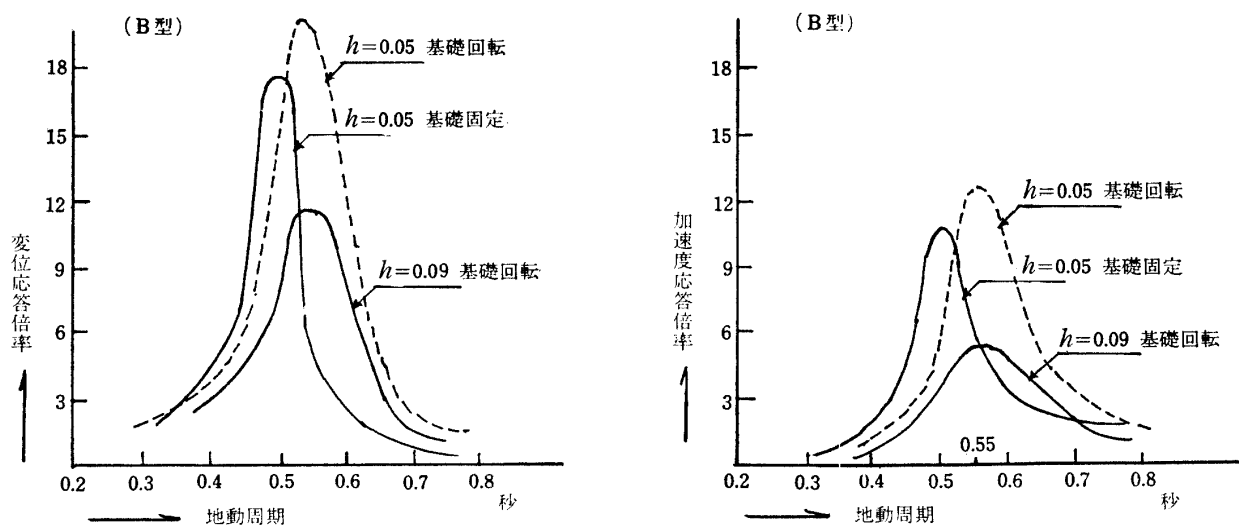 (B型)
h=0.05 基礎回転
h=0.05 基礎固定
h=0.09 基礎回転
18
15
12
9
6
3
変位応答倍率
0.2 0.3 0.4 0.5 0.6 0.7 0.8
秒
地動周期
(B型)
h=0.05 基礎回転
h=0.05 基礎固定
h=0.09 基礎回転
18
15
12
9
6
3
加速度応答倍率
0.55
0.2 0.3 0.4 0.5 0.6 0.7 0.8
秒
地動周期